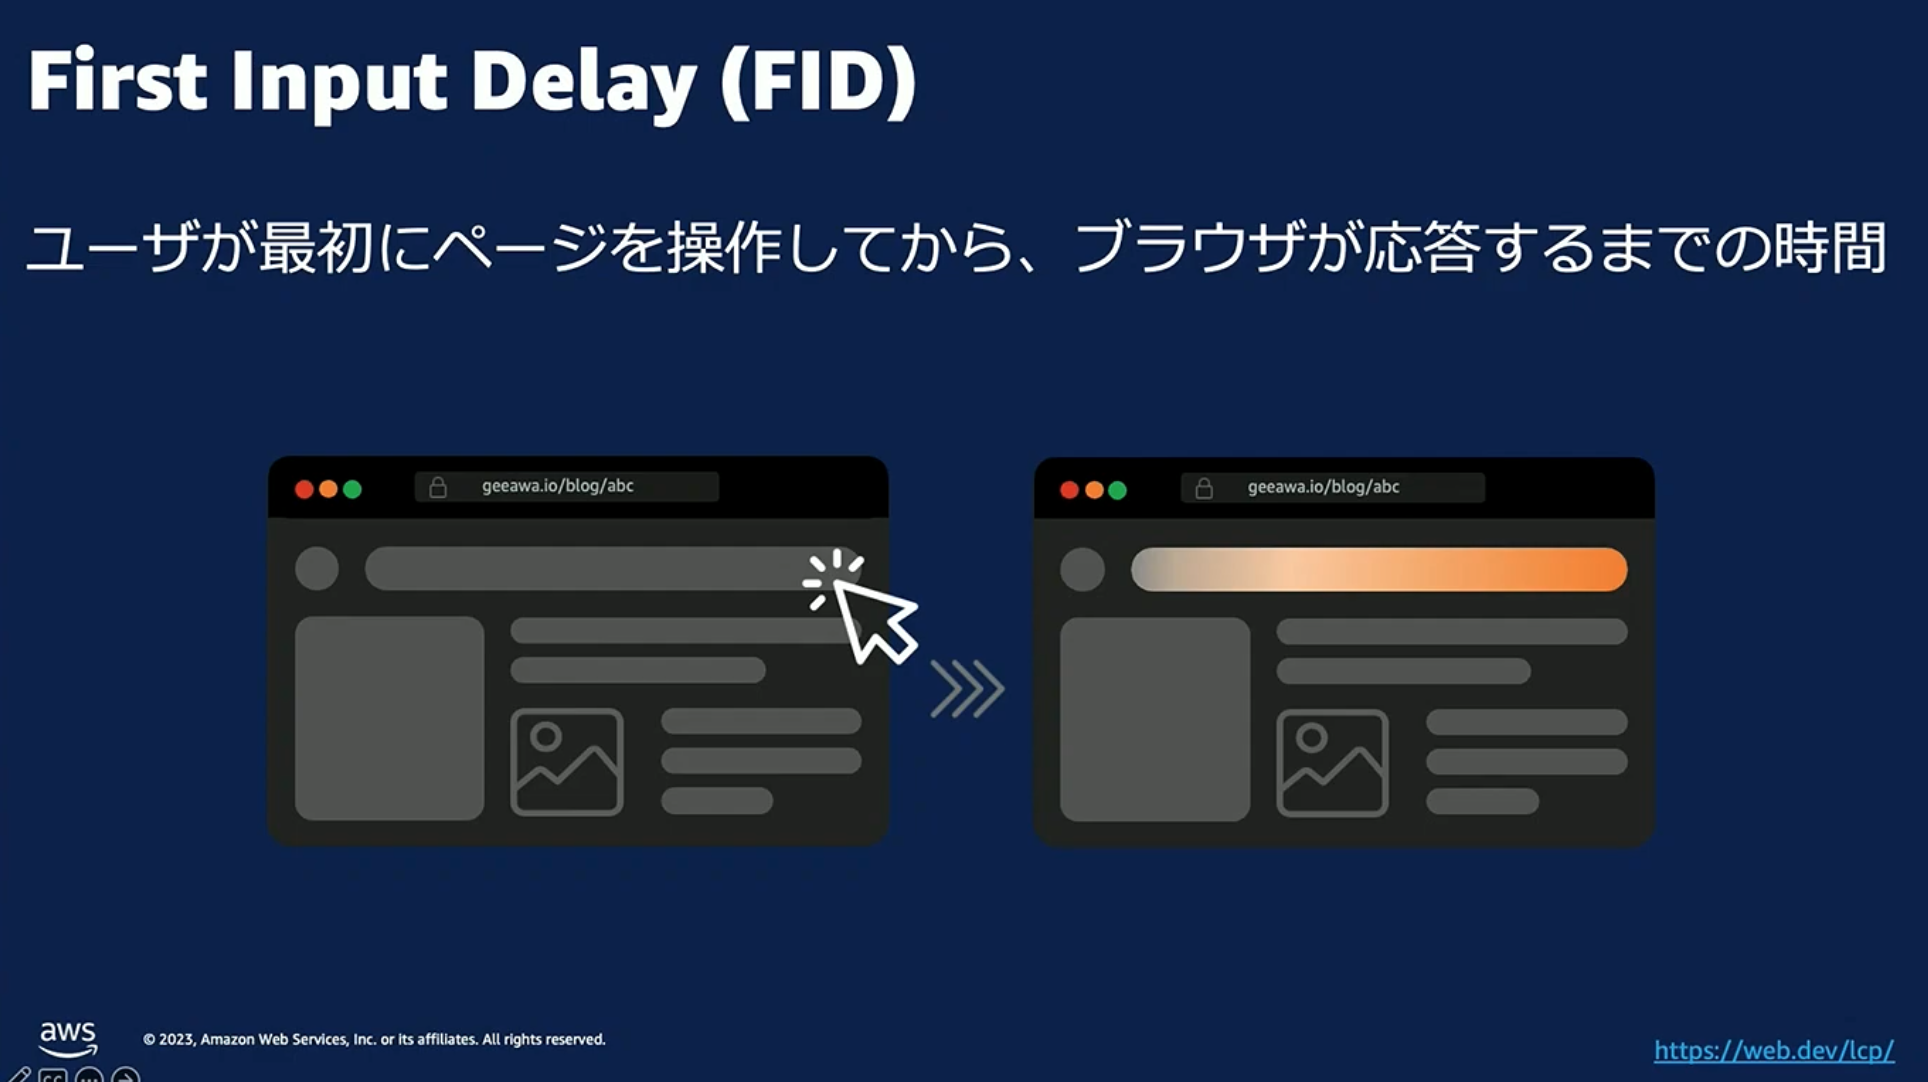 First Input Delay (FID)
ユーザが最初にページを操作してから、ブラウザが応答するまでの時間
geeawa.io/blog/abc
geeawa.io/blog/abc
aws
© 2023, Amazon Web Services, Inc. or its affiliates. All rights reserved.
https://web.dev/lcp/
CC